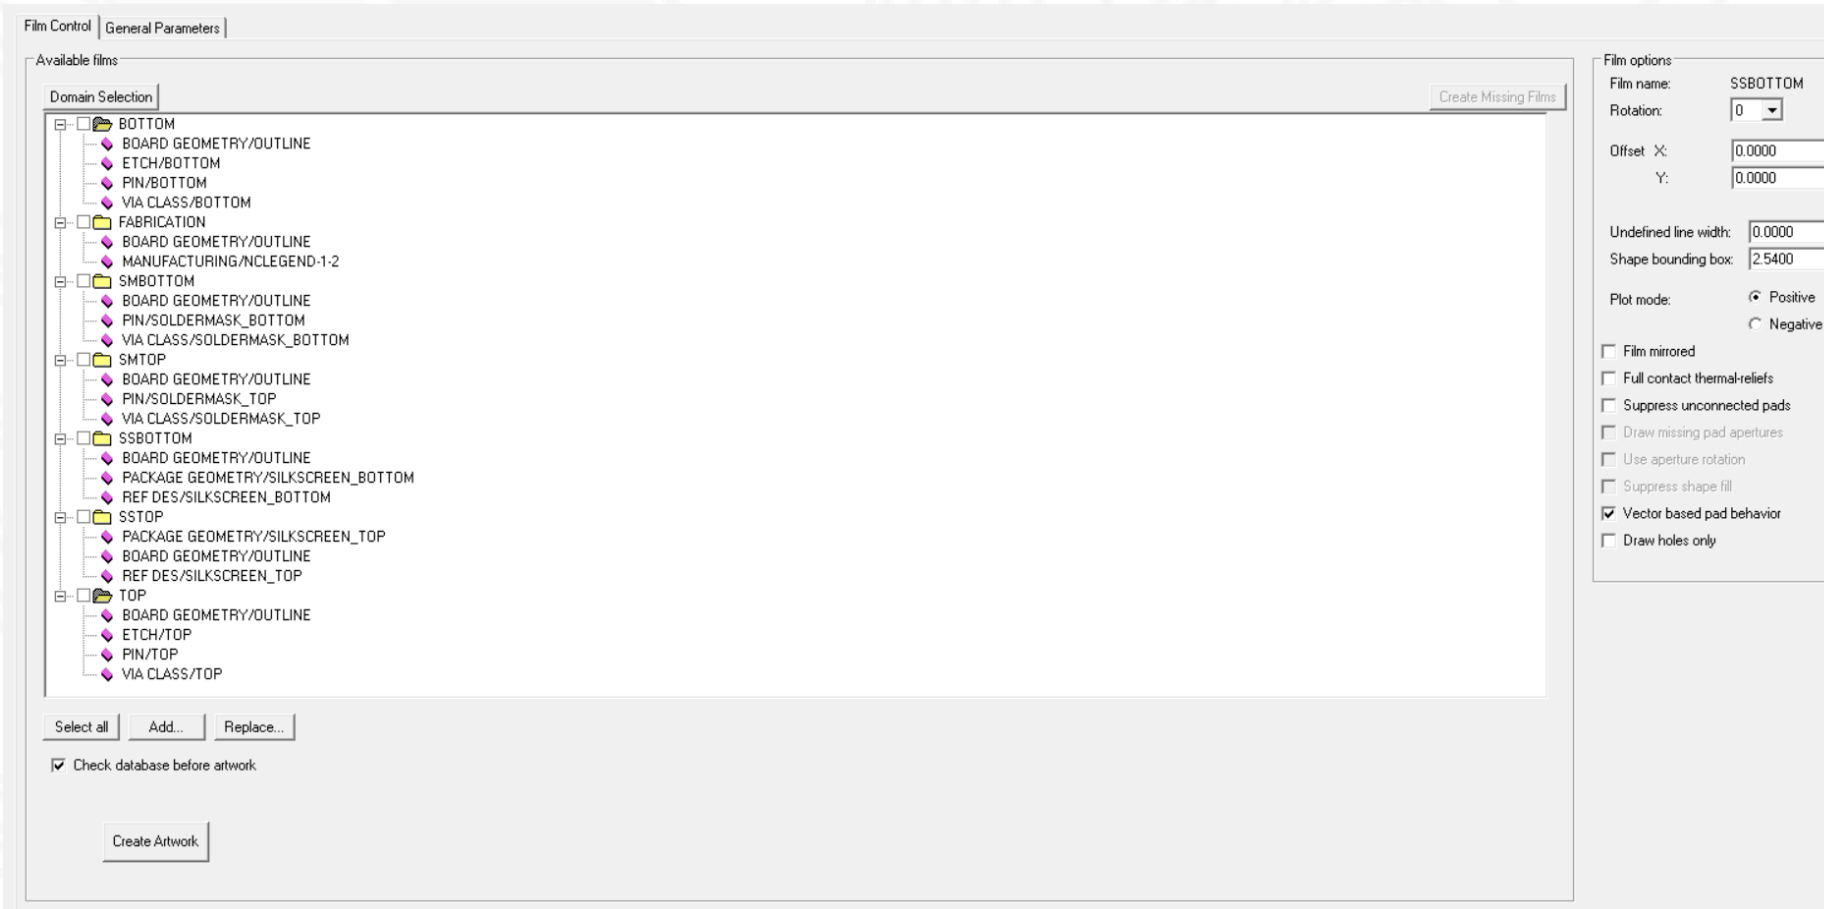 Film Control General Parameters
Available films
Domain Selection Create Missing Films
BOTTOM
BOARD GEOMETRY/OUTLINE
ETCH/BOTTOM
PIN/BOTTOM
VIA CLASS/BOTTOM
FABRICATION
BOARD GEOMETRY/OUTLINE
MANUFACTURING/NCLEGEND-1-2
SMBOTTOM
BOARD GEOMETRY/OUTLINE
PIN/SOLDERMASK_BOTTOM
VIA CLASS/SOLDERMASK_BOTTOM
SMTOP
BOARD GEOMETRY/OUTLINE
PIN/SOLDERMASK_TOP
VIA CLASS/SOLDERMASK_TOP
SSBOTTOM
BOARD GEOMETRY/OUTLINE
PACKAGE GEOMETRY/SILKSCREEN_BOTTOM
REF DES/SILKSCREEN_BOTTOM
SSTOP
PACKAGE GEOMETRY/SILKSCREEN_TOP
BOARD GEOMETRY/OUTLINE
REF DES/SILKSCREEN_TOP
TOP
BOARD GEOMETRY/OUTLINE
ETCH/TOP
PIN/TOP
VIA CLASS/TOP
Select all Add... Replace...
Check database before artwork
Create Artwork
Film options
Film name: SSBOTTOM
Rotation: 0
Offset X: 0.0000
Y: 0.0000
Undefined line width: 0.0000
Shape bounding box: 2.5400
Plot mode: Positive
Negative
Film mirrored
Full contact thermal-reliefs
Suppress unconnected pads
Draw missing pad apertures
Use aperture rotation
Suppress shape fill
Vector based pad behavior
Draw holes only